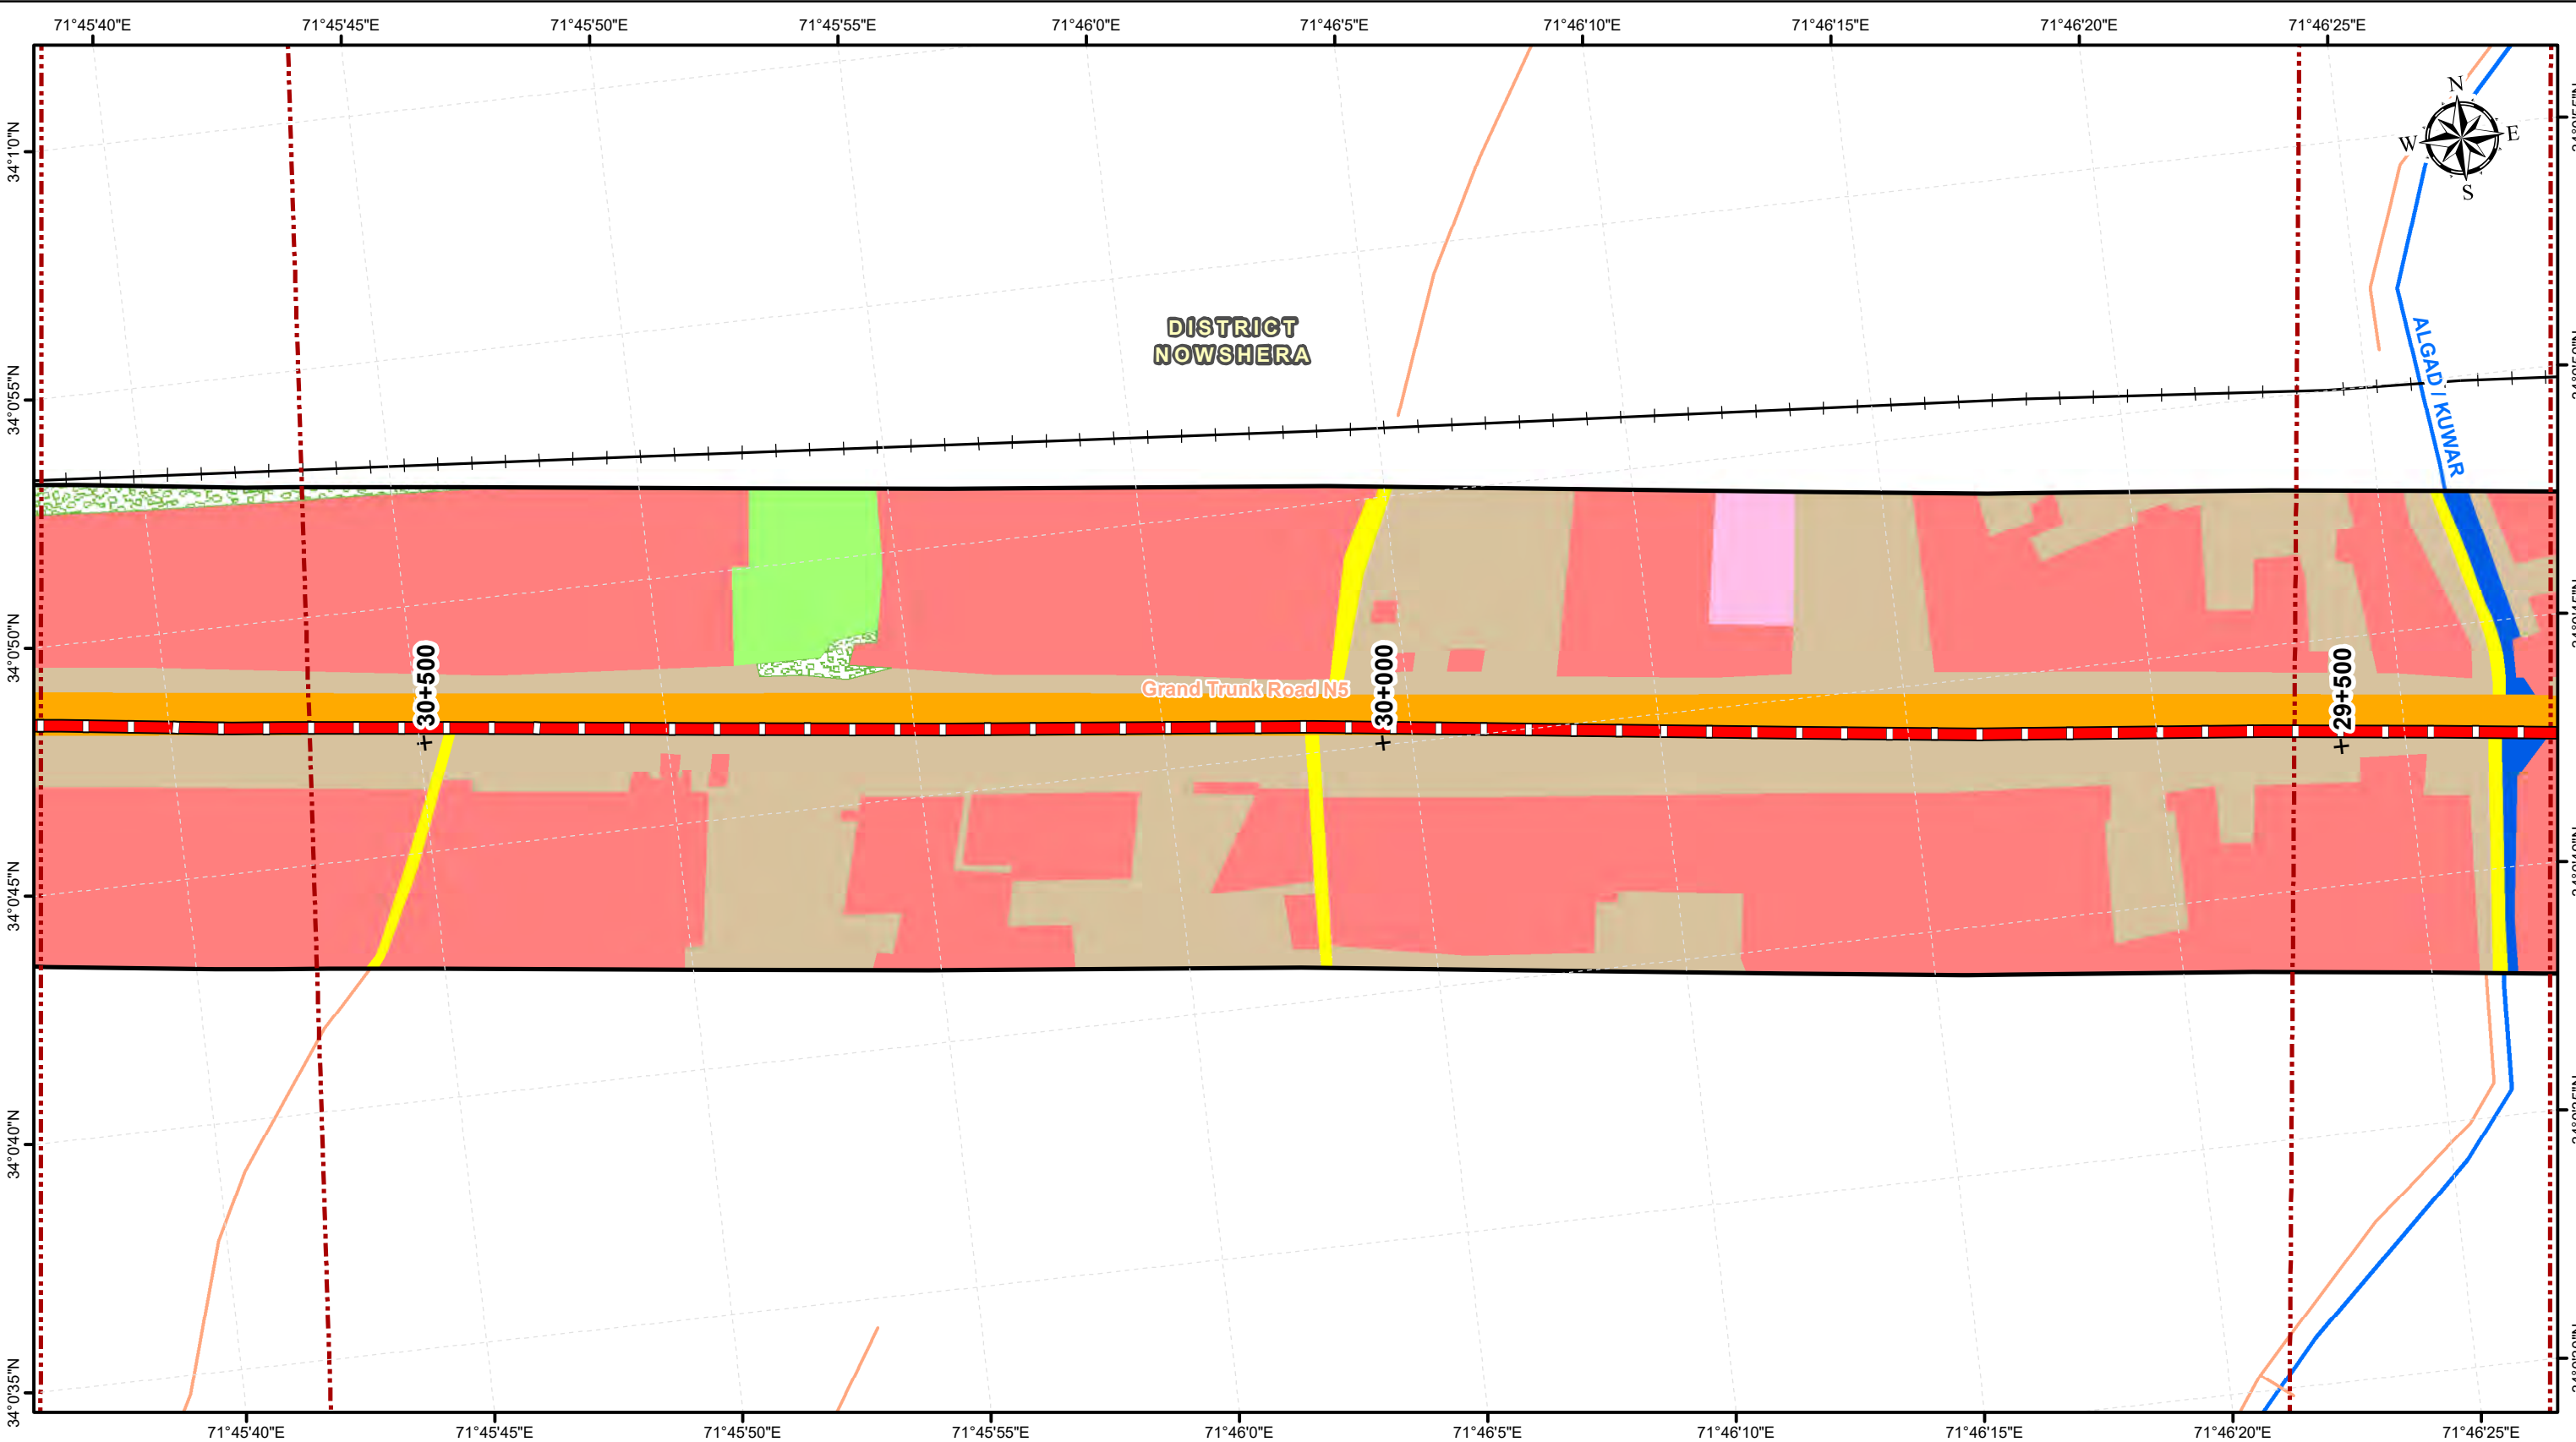 71°45'40"E 71°45'45"E 71°45'50"E 71°45'55"E 71°46'0"E 71°46'5"E 71°46'10"E 71°46'15"E 71°46'20"E 71°46'25"E
N
W E
S
34°1'0"N
34°0'55"N
34°0'50"N
34°0'45"N
34°0'40"N
34°0'35"N
DISTRICT
NOWSHERA
ALGAD / KUWAR
Grand Trunk Road N5
30+500
30+000
29+500
71°45'40"E 71°45'45"E 71°45'50"E 71°45'55"E 71°46'0"E 71°46'5"E 71°46'10"E 71°46'15"E 71°46'20"E 71°46'25"E